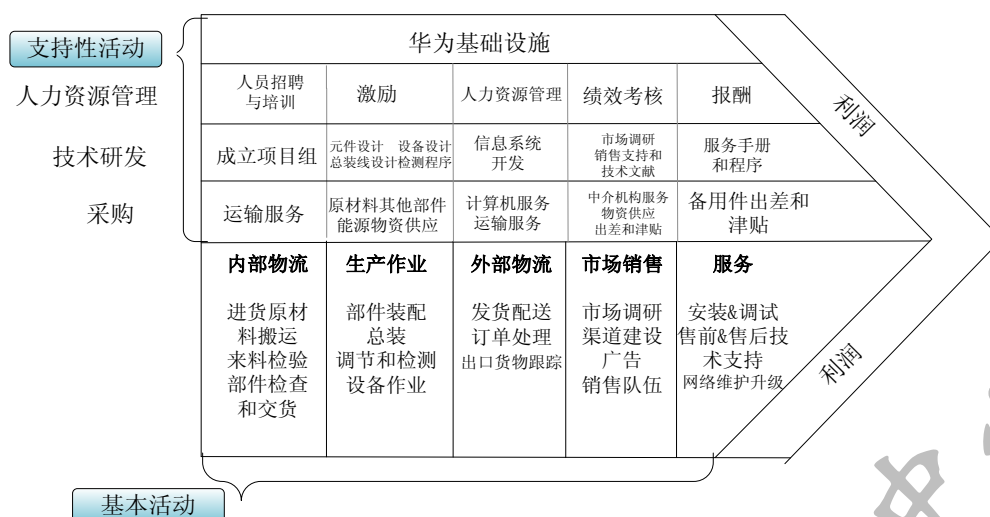 支持性活动
华为基础设施
人力资源管理
人员招聘
与培训
激励
人力资源管理
绩效考核
报酬
利润
技术研发
成立项目组
元件设计 设备设计
总装线设计检测程序
信息系统
开发
市场调研
销售支持和
技术文献
服务手册
和程序
采购
运输服务
原材料其他部件
能源物资供应
计算机服务
运输服务
中介机构服务
物资供应
出差和津贴
备用件出差和
津贴
内部物流
进货原材
料搬运
来料检验
部件检查
和交货
生产作业
部件装配
总装
调节和检测
设备作业
外部物流
发货配送
订单处理
出口货物跟踪
市场销售
市场调研
渠道建设
广告
销售队伍
服务
安装&调试
售前&售后技
术支持
网络维护升级
利润
基本活动
中